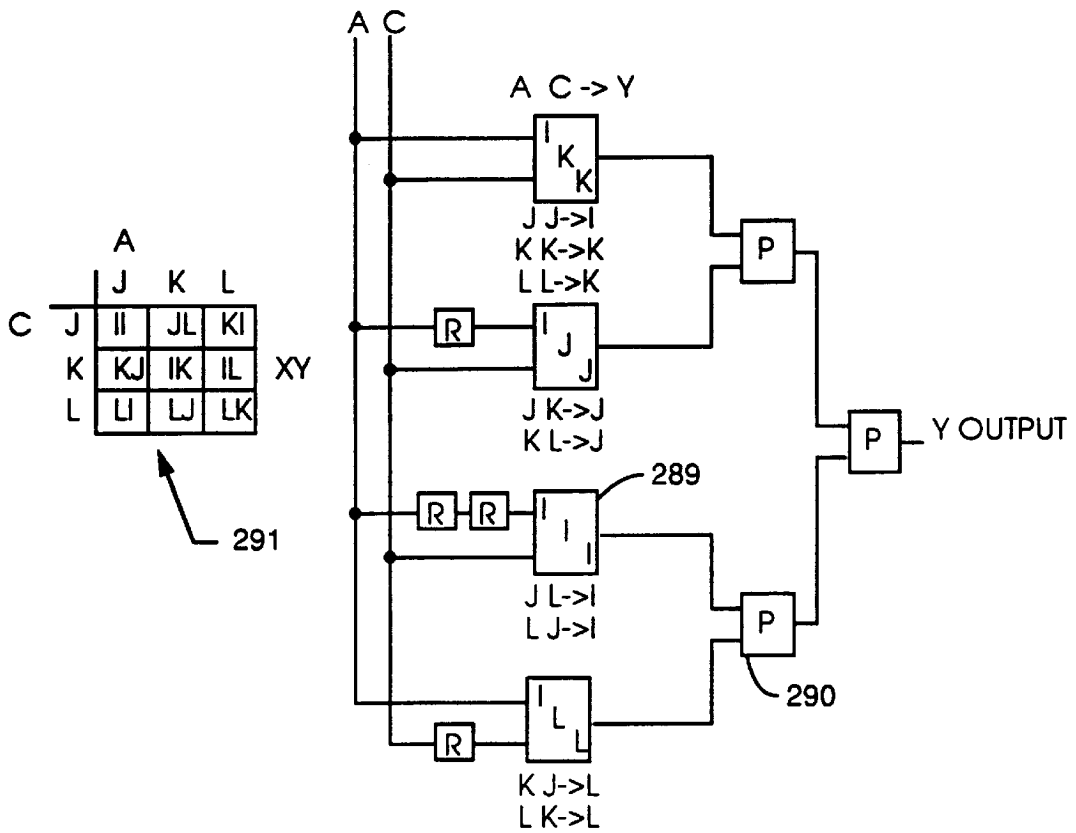 A C
A C -> Y
I
K
K
J J->I
K K->K
L L->K
P
A
J K L
C J II JL KI
K KJ IK IL XY
L LI LJ LK
291
R
I
J
J
J K->J
K L->J
P
Y OUTPUT
R R
I
I
I
289
J L->I
L J->I
P
290
R
I
L
L
K J->L
L K->L